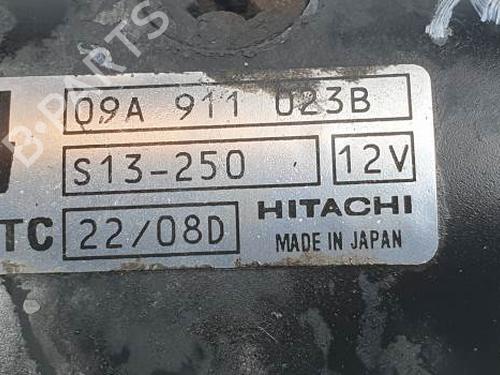 B-PARTS
09A 911 023B
S13-250 12V
TC 22/08D HITACHI
MADE IN JAPAN